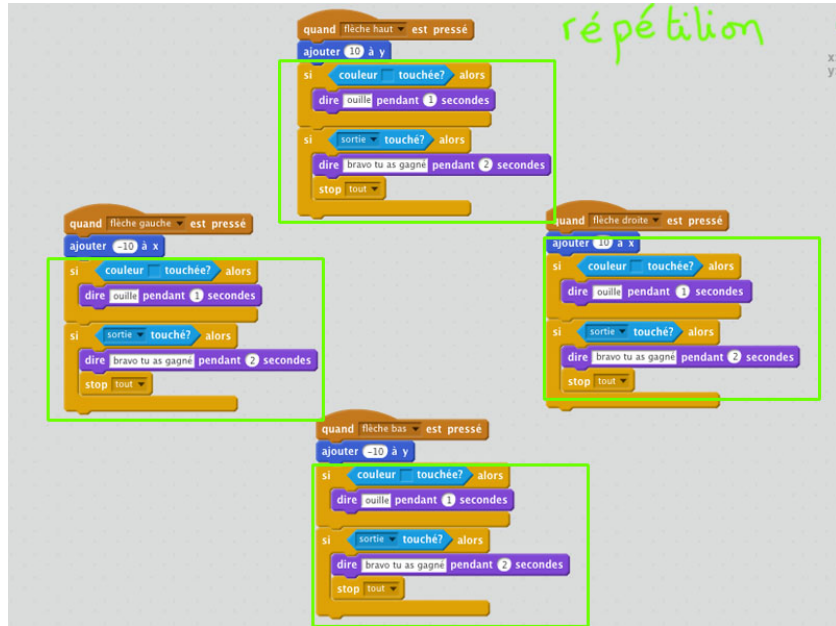 répétition
x
y
quand flèche haut est pressé
ajouter 10 à y
si couleur touchée? alors
dire ouille pendant 1 secondes
si sortie touché? alors
dire bravo tu as gagné pendant 2 secondes
stop tout
quand flèche gauche est pressé
ajouter -10 à x
si couleur touchée? alors
dire ouille pendant 1 secondes
si sortie touché? alors
dire bravo tu as gagné pendant 2 secondes
stop tout
quand flèche droite est pressé
ajouter 10 à x
si couleur touchée? alors
dire ouille pendant 1 secondes
si sortie touché? alors
dire bravo tu as gagné pendant 2 secondes
stop tout
quand flèche bas est pressé
ajouter -10 à y
si couleur touchée? alors
dire ouille pendant 1 secondes
si sortie touché? alors
dire bravo tu as gagné pendant 2 secondes
stop tout